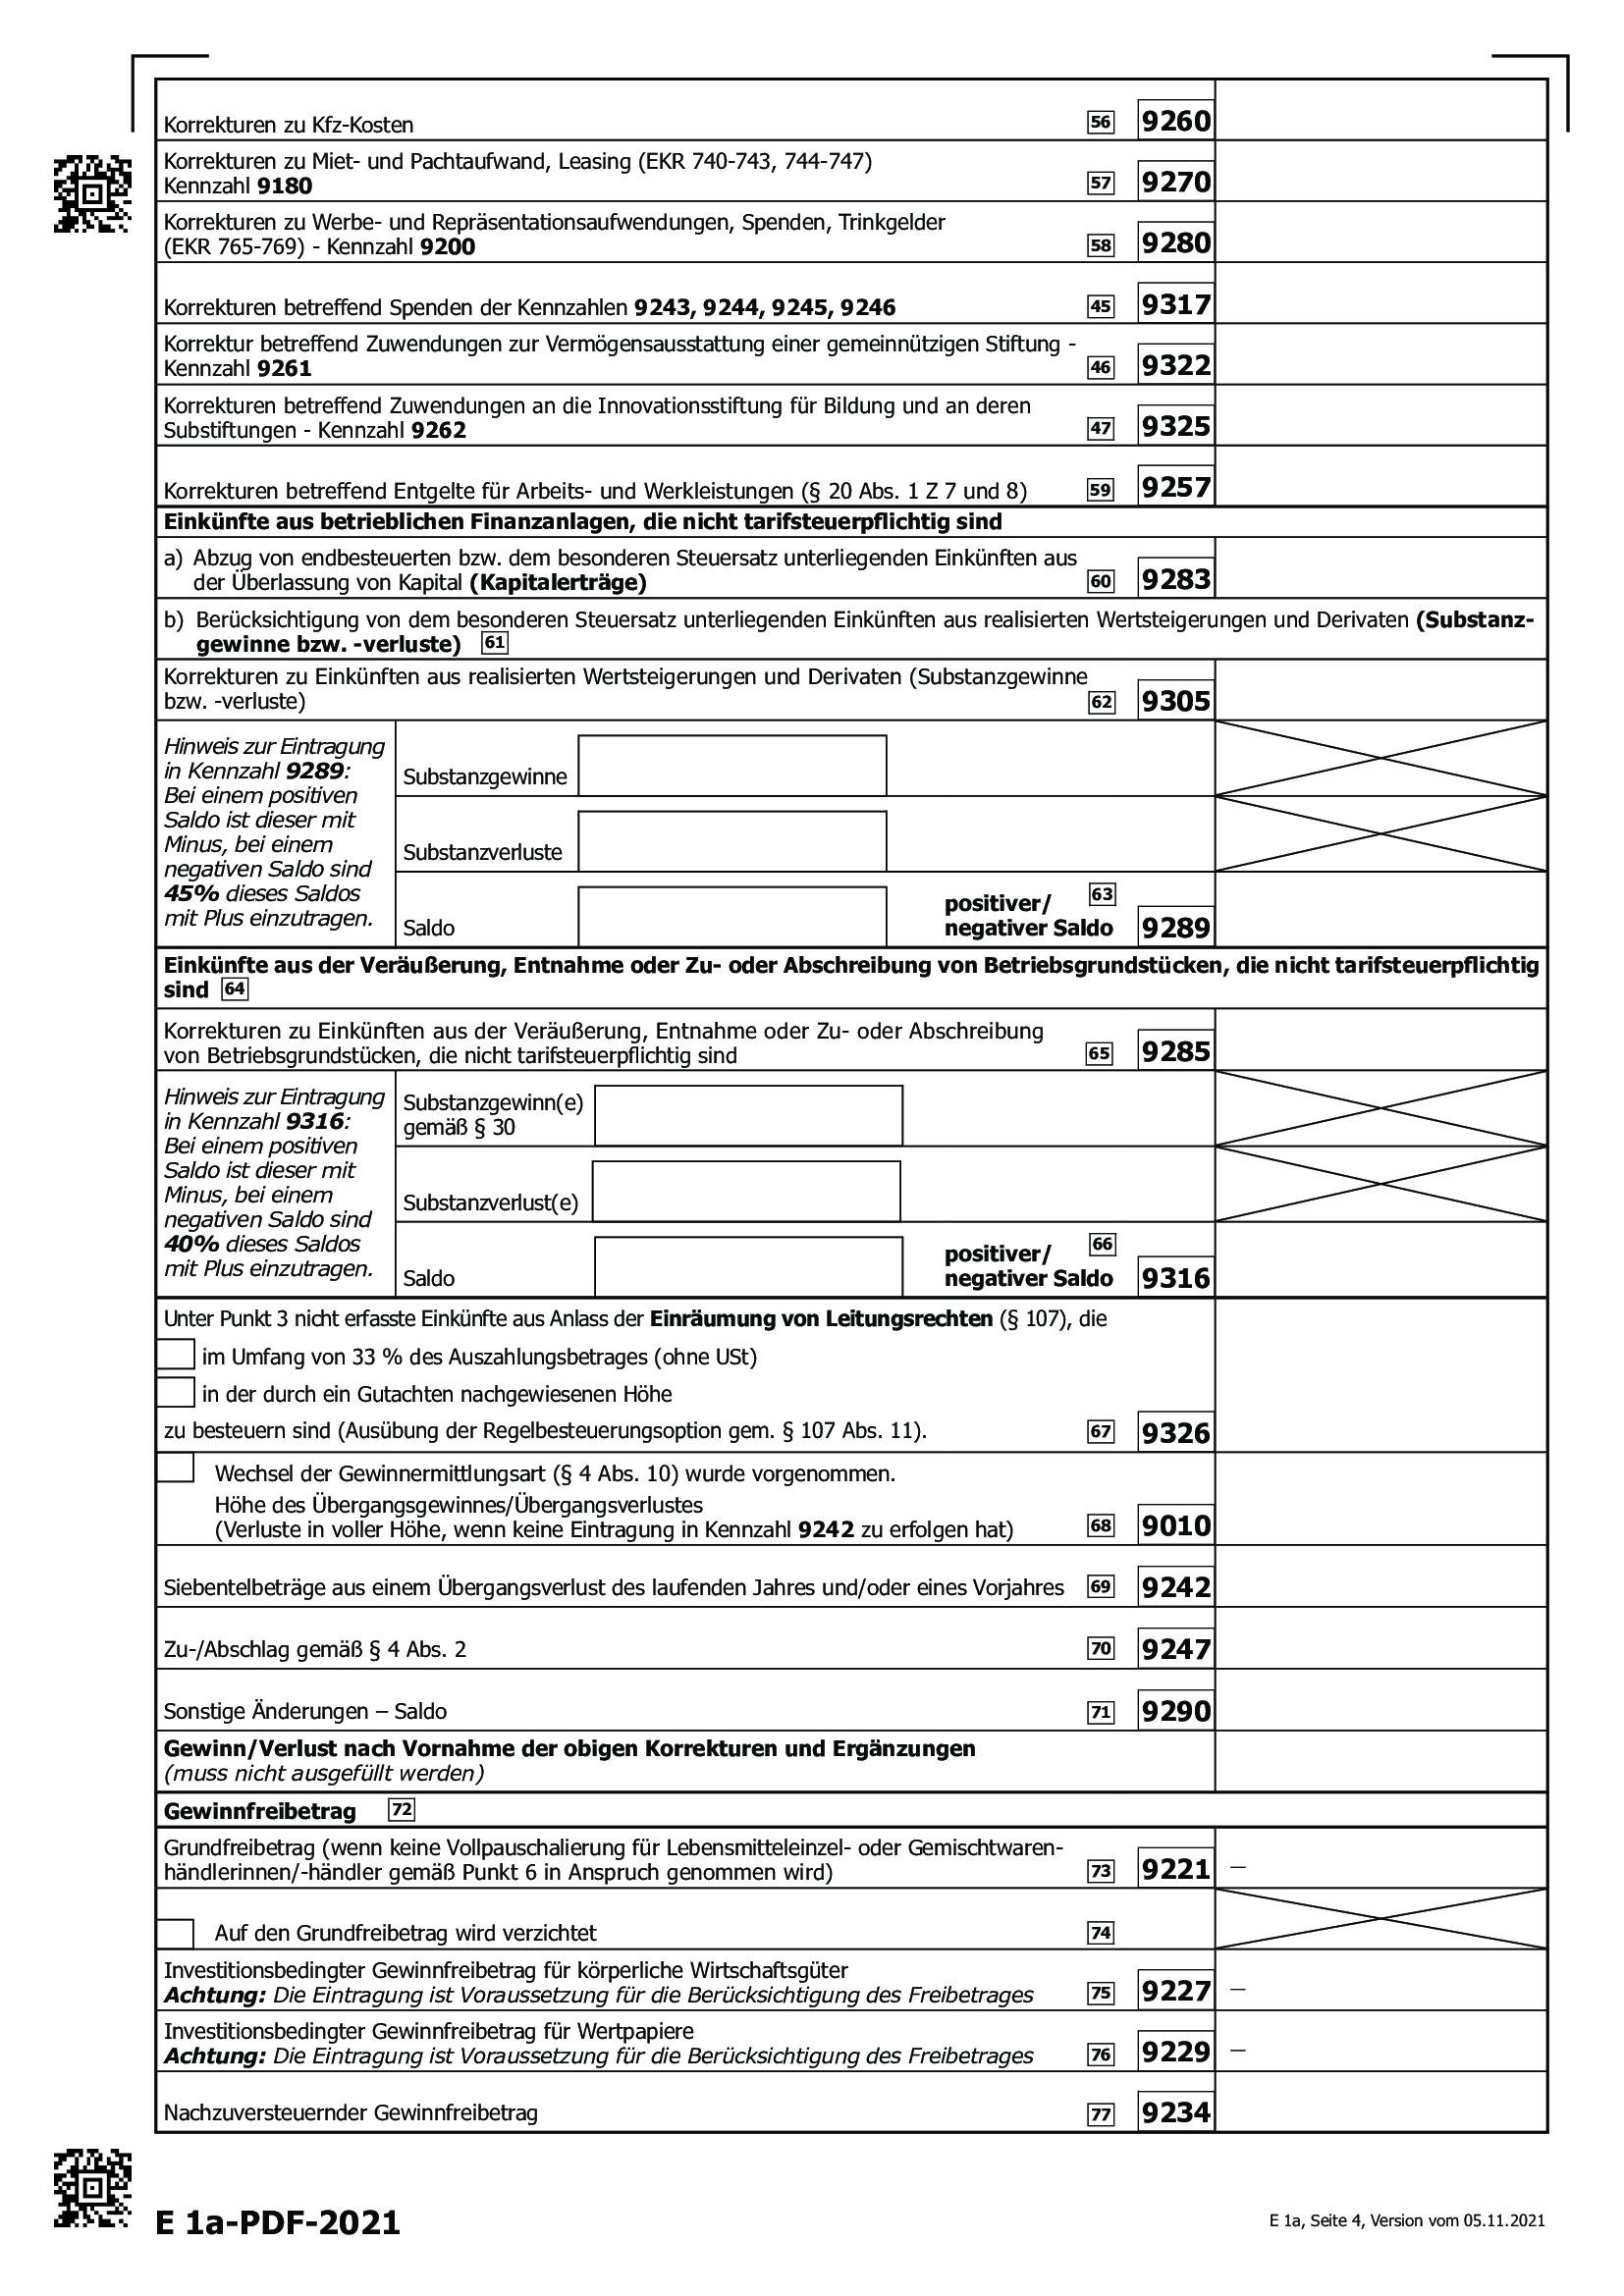 Korrekturen zu Kfz-Kosten 56 9260
Korrekturen zu Miet- und Pachtaufwand, Leasing (EKR 740-743, 744-747)
Kennzahl 9180 57 9270
Korrekturen zu Werbe- und Repräsentationsaufwendungen, Spenden, Trinkgelder
(EKR 765-769) - Kennzahl 9200 58 9280
Korrekturen betreffend Spenden der Kennzahlen 9243, 9244, 9245, 9246 45 9317
Korrektur betreffend Zuwendungen zur Vermögensausstattung einer gemeinnützigen Stiftung -
Kennzahl 9261 46 9322
Korrekturen betreffend Zuwendungen an die Innovationsstiftung für Bildung und an deren
Substiftungen - Kennzahl 9262 47 9325
Korrekturen betreffend Entgelte für Arbeits- und Werkleistungen (§ 20 Abs. 1 Z 7 und 8) 59 9257
Einkünfte aus betrieblichen Finanzanlagen, die nicht tarifsteuerpflichtig sind
a) Abzug von endbesteuerten bzw. dem besonderen Steuersatz unterliegenden Einkünften aus
der Überlassung von Kapital (Kapitalerträge) 60 9283
b) Berücksichtigung von dem besonderen Steuersatz unterliegenden Einkünften aus realisierten Wertsteigerungen und Derivaten (Substanz-
gewinne bzw. -verluste) 61
Korrekturen zu Einkünften aus realisierten Wertsteigerungen und Derivaten (Substanzgewinne
bzw. -verluste) 62 9305
Hinweis zur Eintragung
in Kennzahl 9289:
Bei einem positiven
Saldo ist dieser mit
Minus, bei einem
negativen Saldo sind
45% dieses Saldos
mit Plus einzutragen.
Substanzgewinne
Substanzverluste
Saldo
positiver/ 63
negativer Saldo 9289
Einkünfte aus der Veräußerung, Entnahme oder Zu- oder Abschreibung von Betriebsgrundstücken, die nicht tarifsteuerpflichtig
sind 64
Korrekturen zu Einkünften aus der Veräußerung, Entnahme oder Zu- oder Abschreibung
von Betriebsgrundstücken, die nicht tarifsteuerpflichtig sind 65 9285
Hinweis zur Eintragung
in Kennzahl 9316:
Bei einem positiven
Saldo ist dieser mit
Minus, bei einem
negativen Saldo sind
40% dieses Saldos
mit Plus einzutragen.
Substanzgewinn(e)
gemäß § 30
Substanzverlust(e)
Saldo
positiver/ 66
negativer Saldo 9316
Unter Punkt 3 nicht erfasste Einkünfte aus Anlass der Einräumung von Leitungsrechten (§ 107), die
im Umfang von 33 % des Auszahlungsbetrages (ohne USt)
in der durch ein Gutachten nachgewiesenen Höhe
zu besteuern sind (Ausübung der Regelbesteuerungsoption gem. § 107 Abs. 11). 67 9326
Wechsel der Gewinnermittlungsart (§ 4 Abs. 10) wurde vorgenommen.
Höhe des Übergangsgewinnes/Übergangsverlustes
(Verluste in voller Höhe, wenn keine Eintragung in Kennzahl 9242 zu erfolgen hat) 68 9010
Siebentelbeträge aus einem Übergangsverlust des laufenden Jahres und/oder eines Vorjahres 69 9242
Zu-/Abschlag gemäß § 4 Abs. 2 70 9247
Sonstige Änderungen – Saldo 71 9290
Gewinn/Verlust nach Vornahme der obigen Korrekturen und Ergänzungen
(muss nicht ausgefüllt werden)
Gewinnfreibetrag 72
Grundfreibetrag (wenn keine Vollpauschalierung für Lebensmitteleinzel- oder Gemischtwaren-
händlerinnen/-händler gemäß Punkt 6 in Anspruch genommen wird) 73 9221 –
Auf den Grundfreibetrag wird verzichtet 74
Investitionsbedingter Gewinnfreibetrag für körperliche Wirtschaftsgüter
Achtung: Die Eintragung ist Voraussetzung für die Berücksichtigung des Freibetrages 75 9227 –
Investitionsbedingter Gewinnfreibetrag für Wertpapiere
Achtung: Die Eintragung ist Voraussetzung für die Berücksichtigung des Freibetrages 76 9229 –
Nachzuversteuernder Gewinnfreibetrag 77 9234
E 1a-PDF-2021
E 1a, Seite 4, Version vom 05.11.2021